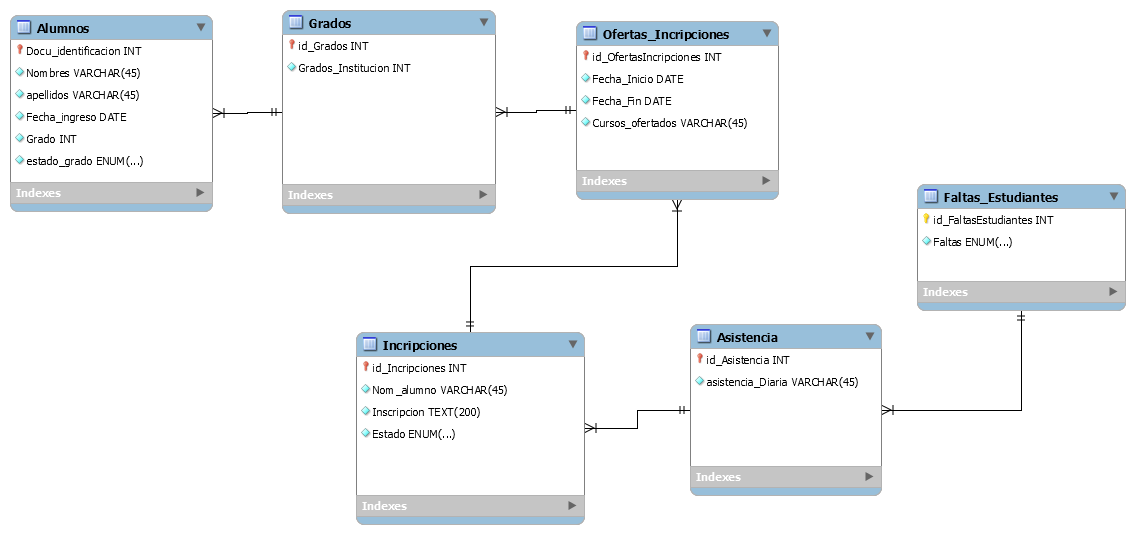 Alumnos
Docu_identificacion INT
Nombres VARCHAR(45)
apellidos VARCHAR(45)
Fecha_ingreso DATE
Grado INT
estado_grado ENUM(...)
Indexes
Grados
id_Grados INT
Grados_Institucion INT
Indexes
Ofertas_Incripciones
id_OfertasIncripciones INT
Fecha_Inicio DATE
Fecha_Fin DATE
Cursos_ofertados VARCHAR(45)
Indexes
Faltas_Estudiantes
id_FaltasEstudiantes INT
Faltas ENUM(...)
Indexes
Incripciones
id_Incripciones INT
Nom_alumno VARCHAR(45)
Inscripcion TEXT(200)
Estado ENUM(...)
Indexes
Asistencia
id_Asistencia INT
asistencia_Diaria VARCHAR(45)
Indexes